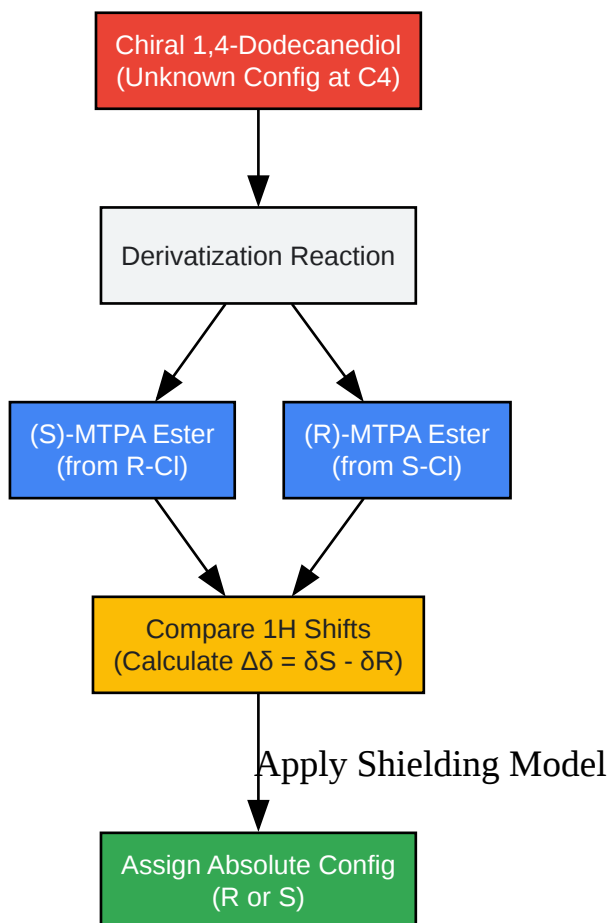 Chiral 1,4-Dodecanediol
(Unknown Config at C4)
Derivatization Reaction
(S)-MTPA Ester
(from R-Cl)
(R)-MTPA Ester
(from S-Cl)
Compare 1H Shifts
(Calculate Δδ = δS - δR)
Apply Shielding Model
Assign Absolute Config
(R or S)